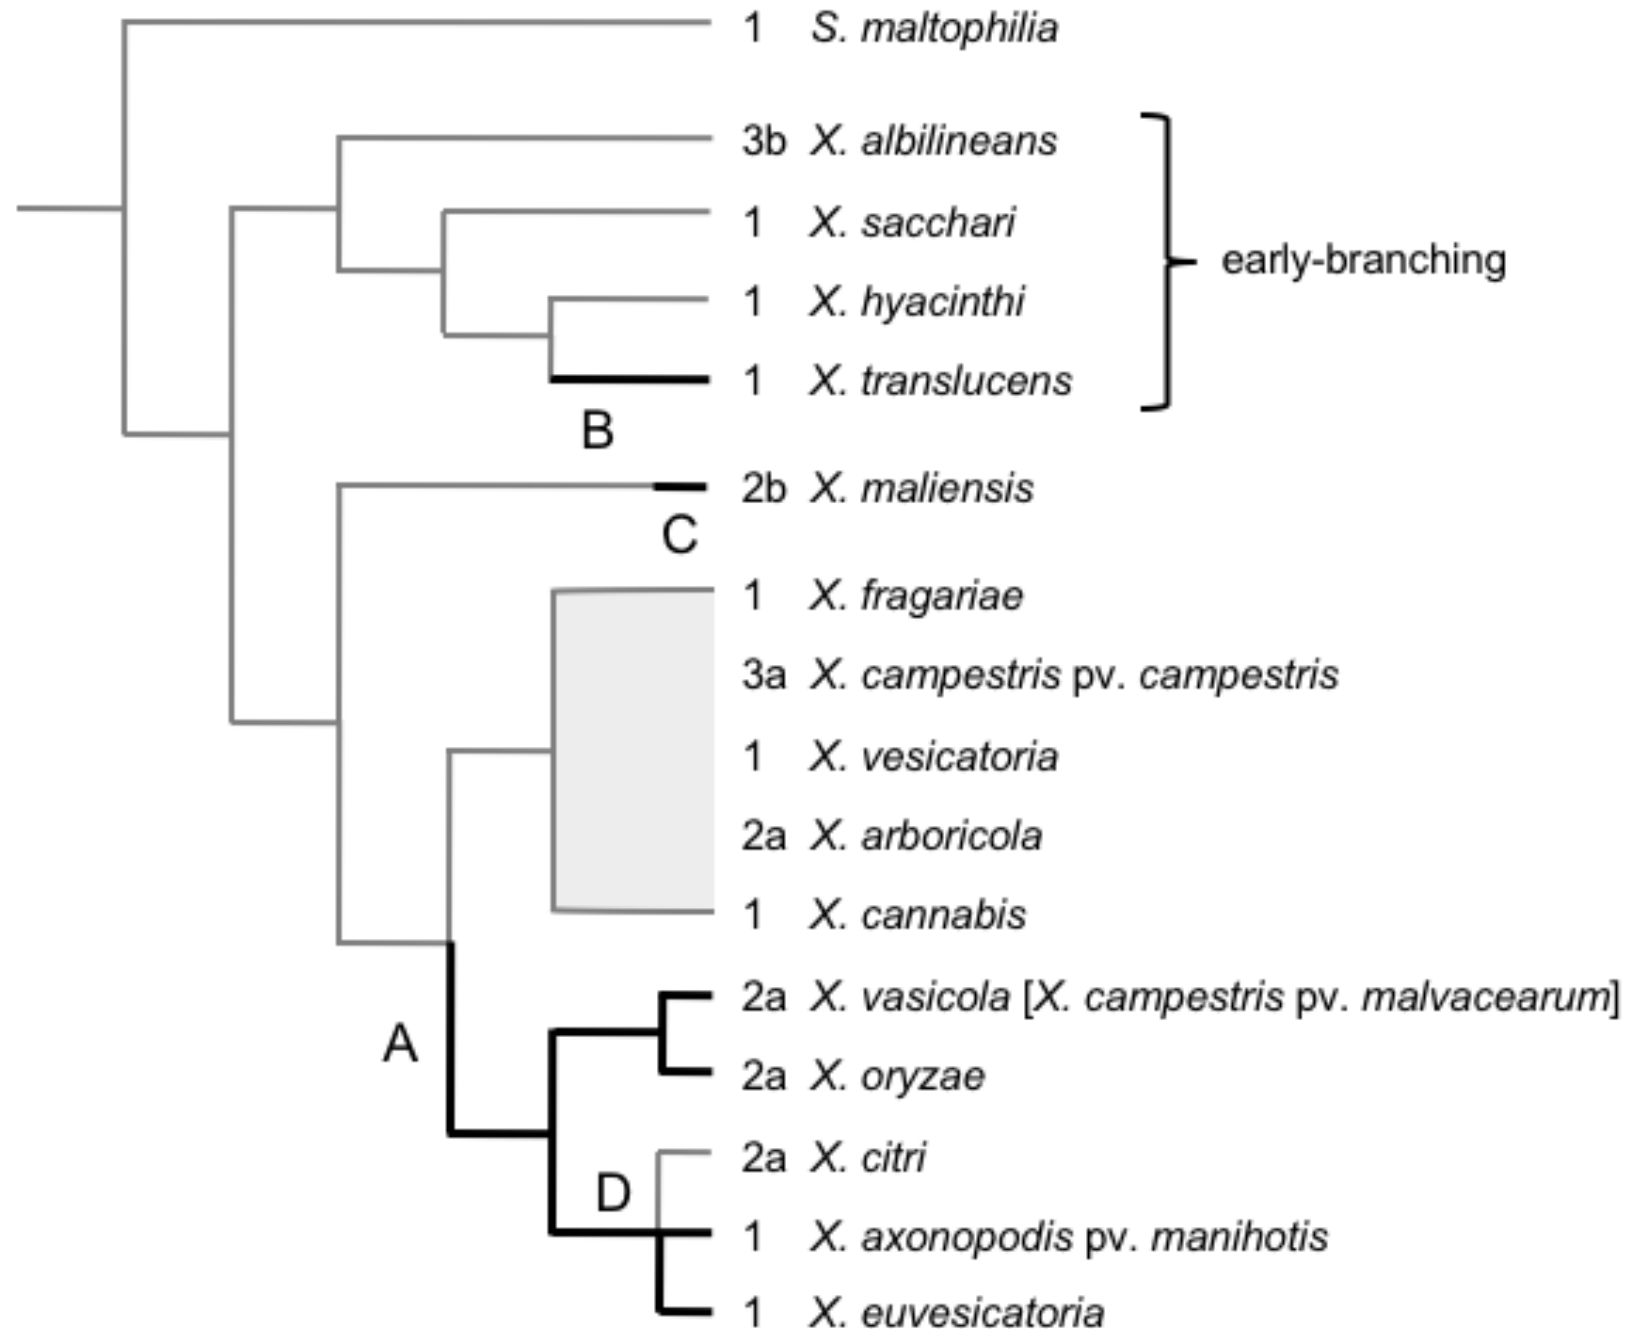 1 S. maltophilia
3b X. albilineans
1 X. sacchari
early-branching
1 X. hyacinthi
1 X. translucens
B
2b X. maliensis
C
1 X. fragariae
3a X. campestris pv. campestris
1 X. vesicatoria
2a X. arboricola
1 X. cannabis
2a X. vasicola [X. campestris pv. malvacearum]
A
2a X. oryzae
2a X. citri
D
1 X. axonopodis pv. manihotis
1 X. euvesicatoria